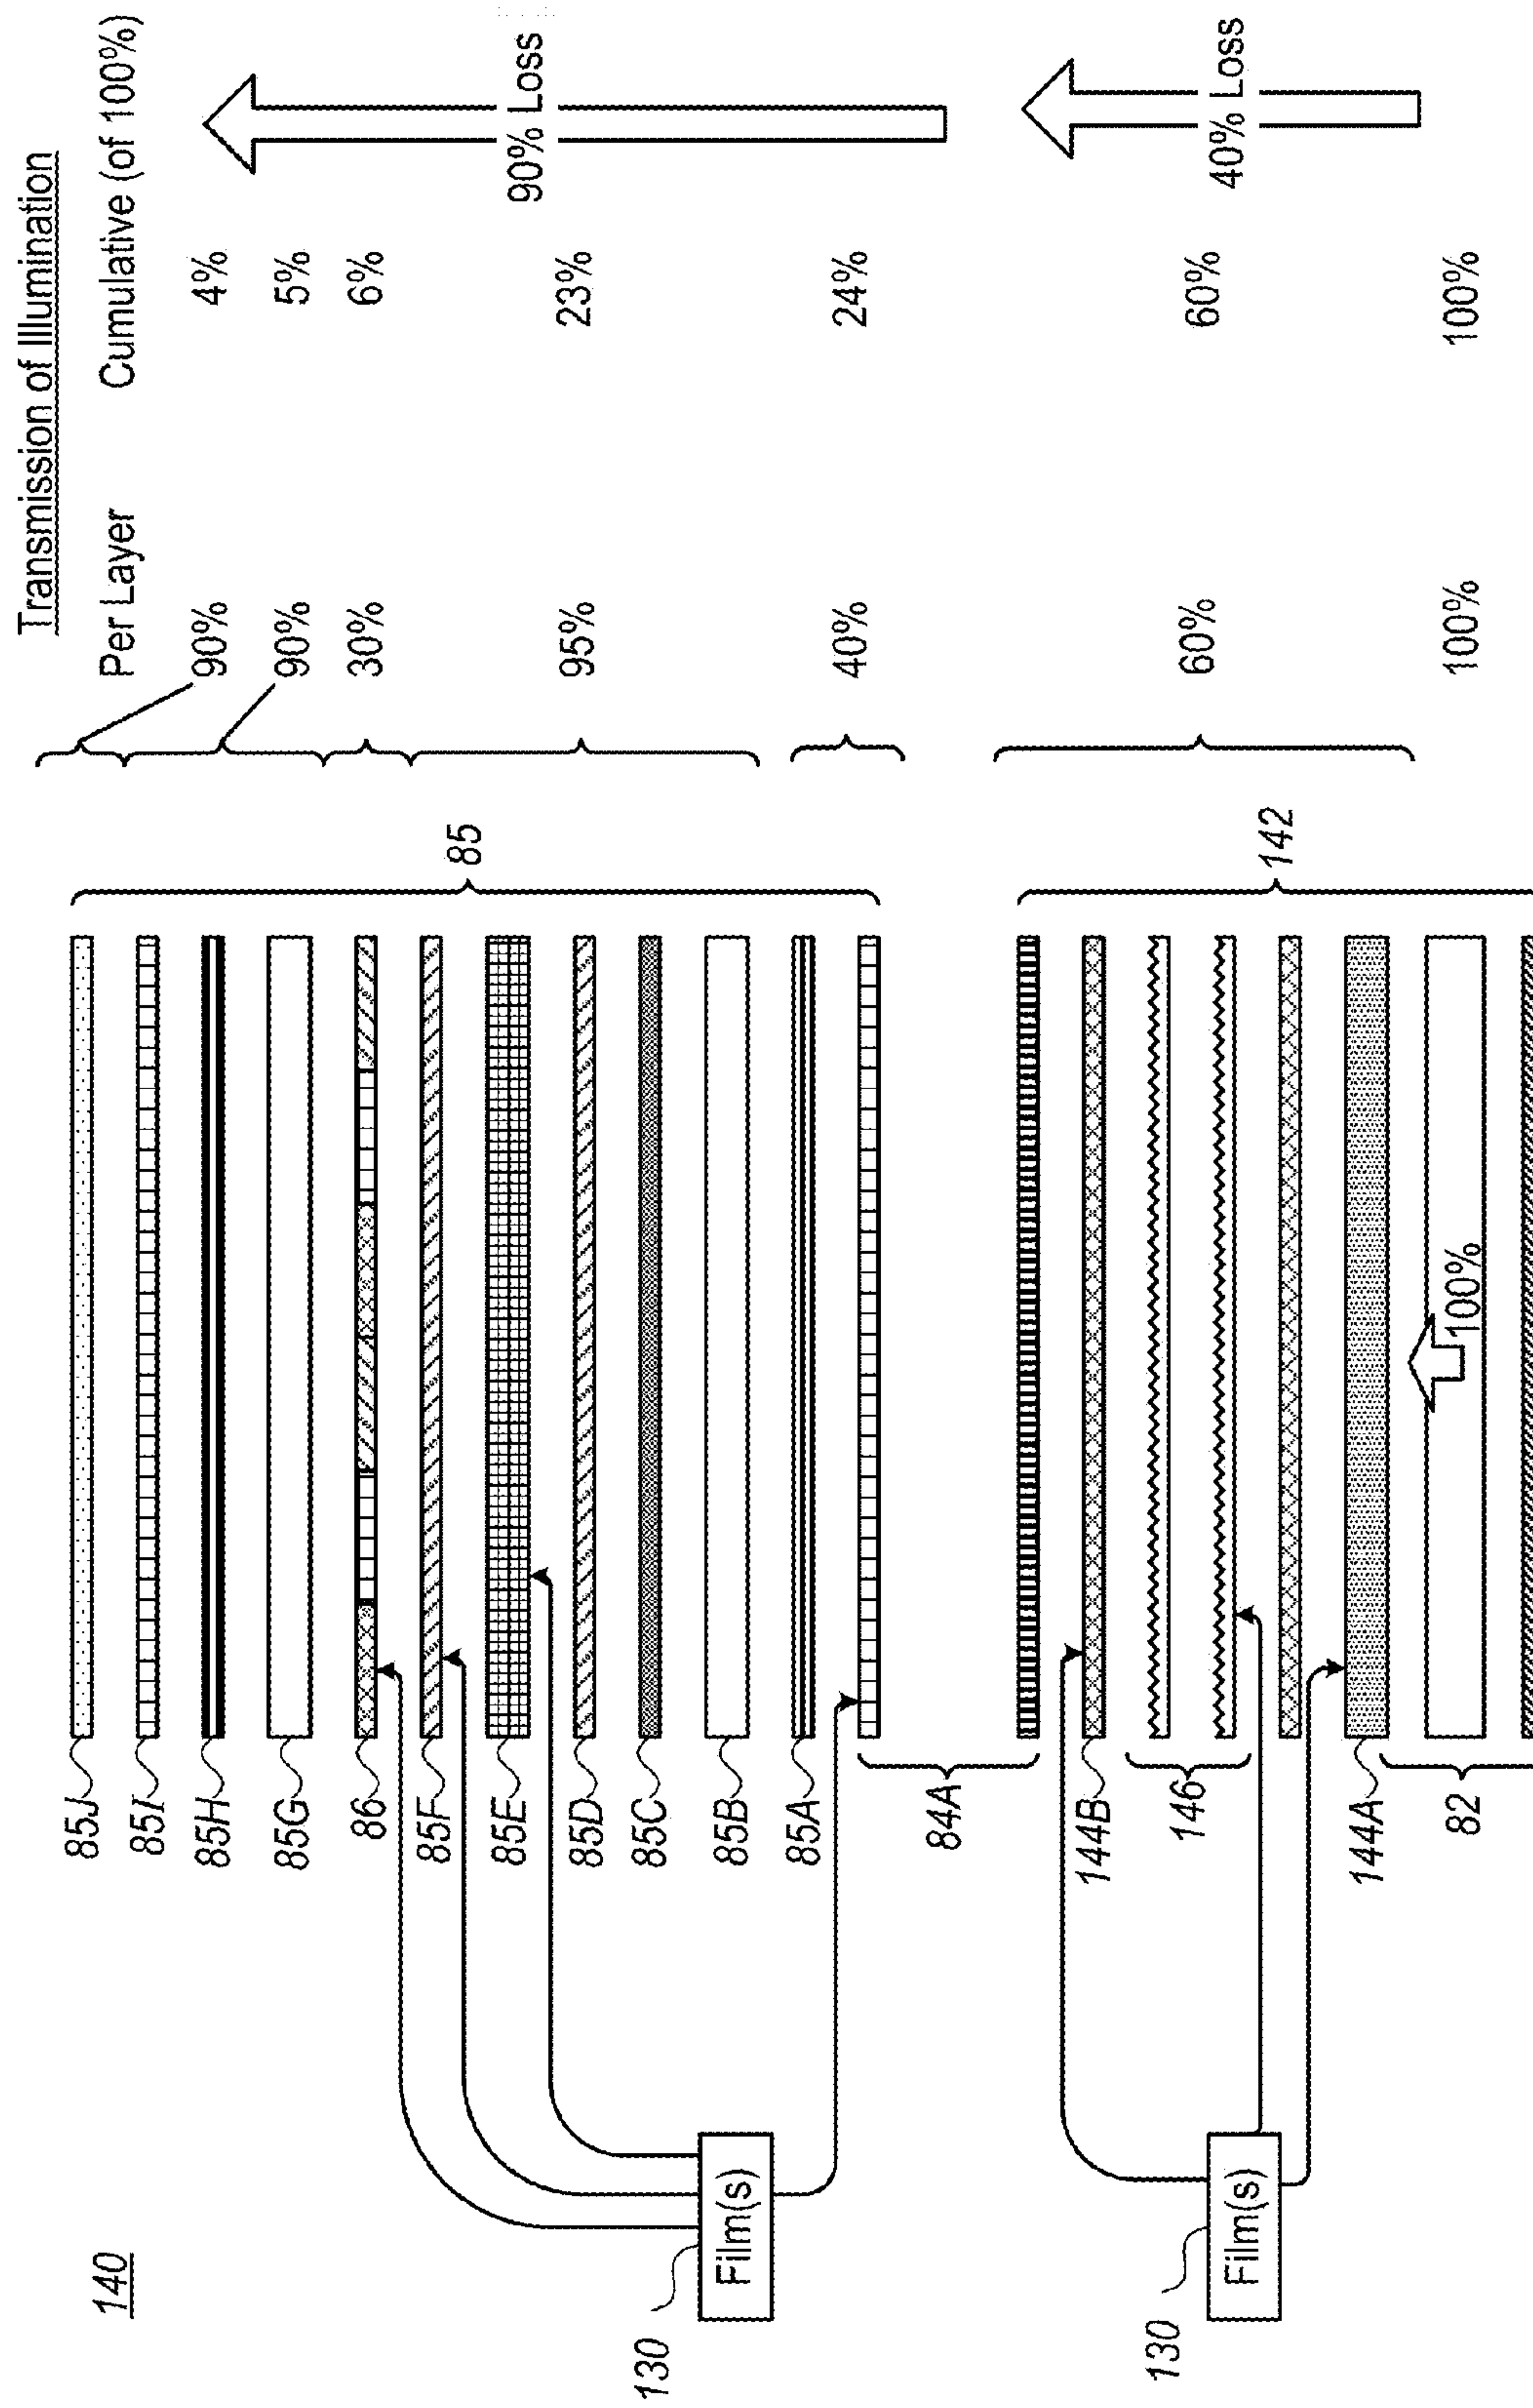 140
Transmission of Illumination
Per Layer
Cumulative (of 100%)
85J
85I
85H
85G
86
85F
85E
85D
85C
85B
85A
84A
144B
146
144A
82
85
142
90%
4%
90%
5%
30%
6%
95%
23%
40%
24%
60%
60%
100%
100%
90% Loss
40% Loss
100%
130
Film(s)
130
Film(s)